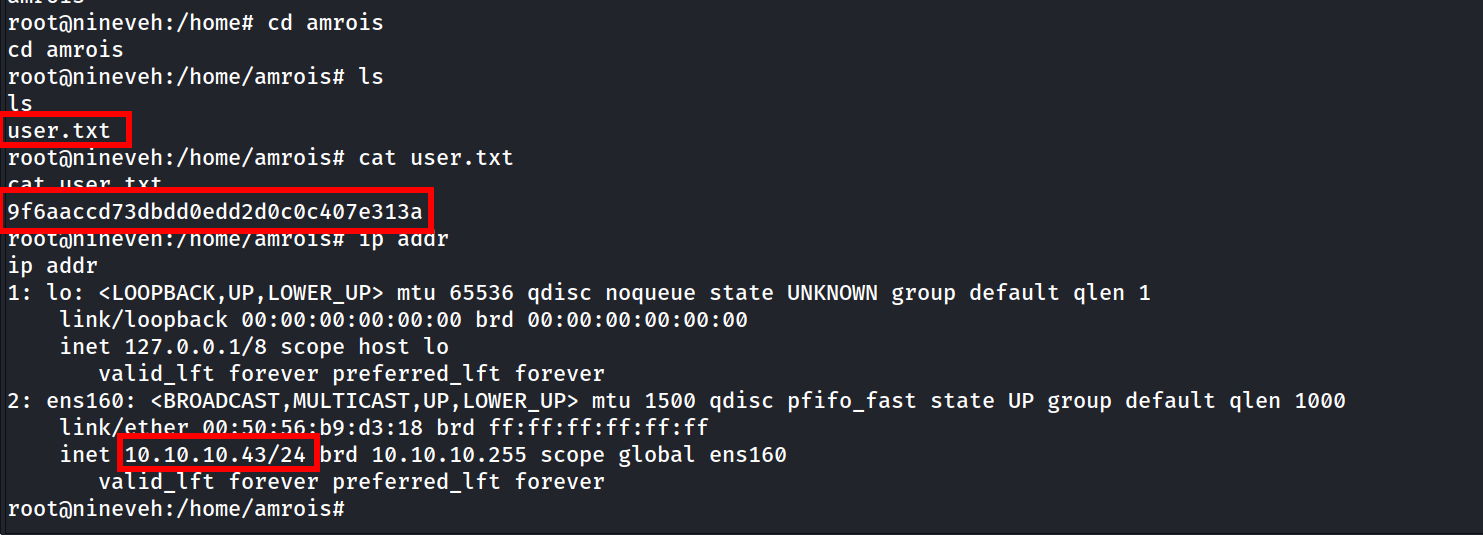 amrois
root@nineveh:/home# cd amrois
cd amrois
root@nineveh:/home/amrois# ls
ls
user.txt
root@nineveh:/home/amrois# cat user.txt
cat user.txt
9f6aaccd73dbdd0edd2d0c0c407e313a
root@nineveh:/home/amrois# ip addr
ip addr
1: lo: <LOOPBACK,UP,LOWER_UP> mtu 65536 qdisc noqueue state UNKNOWN group default qlen 1
    link/loopback 00:00:00:00:00:00 brd 00:00:00:00:00:00
    inet 127.0.0.1/8 scope host lo
       valid_lft forever preferred_lft forever
2: ens160: <BROADCAST,MULTICAST,UP,LOWER_UP> mtu 1500 qdisc pfifo_fast state UP group default qlen 1000
    link/ether 00:50:56:b9:d3:18 brd ff:ff:ff:ff:ff:ff
    inet 10.10.10.43/24 brd 10.10.10.255 scope global ens160
       valid_lft forever preferred_lft forever
root@nineveh:/home/amrois#